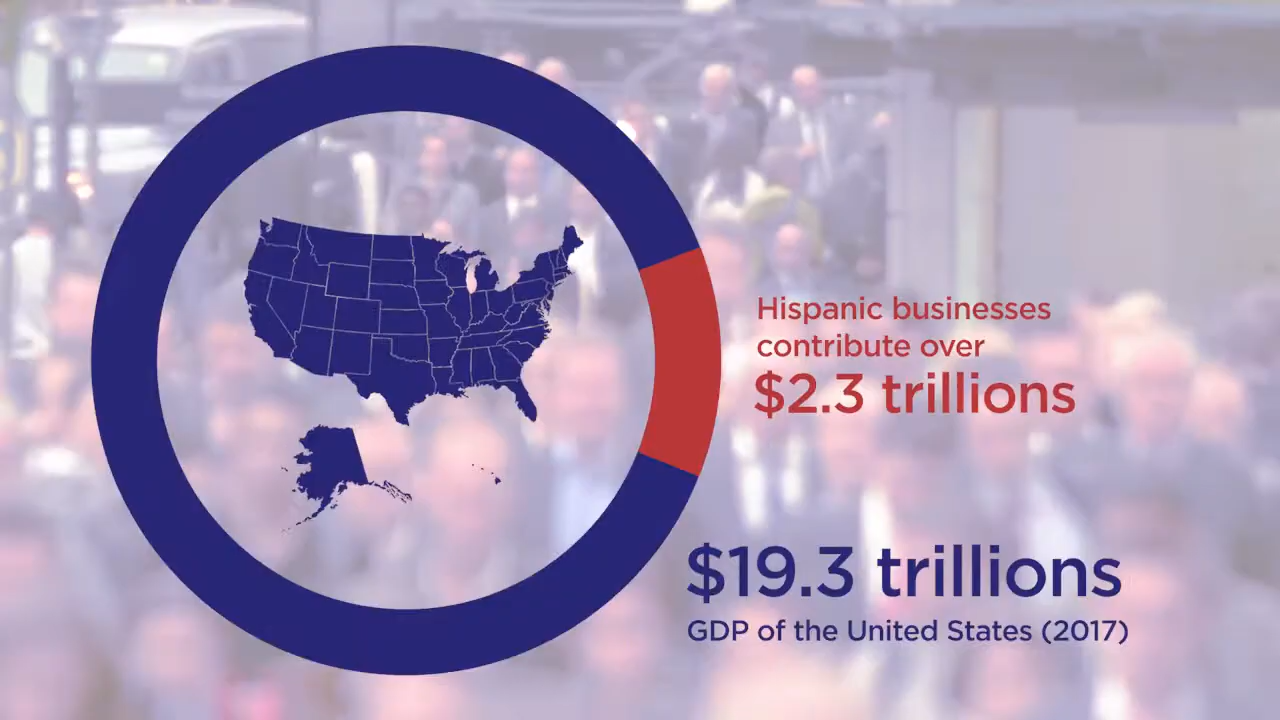 Hispanic businesses
contribute over
$2.3 trillions
$19.3 trillions
GDP of the United States (2017)